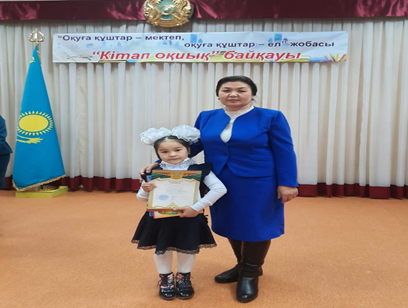 "Оқуға құштар – мектеп,
оқуға құштар – ел" жобасы
"Кітап оқиық" байқауы